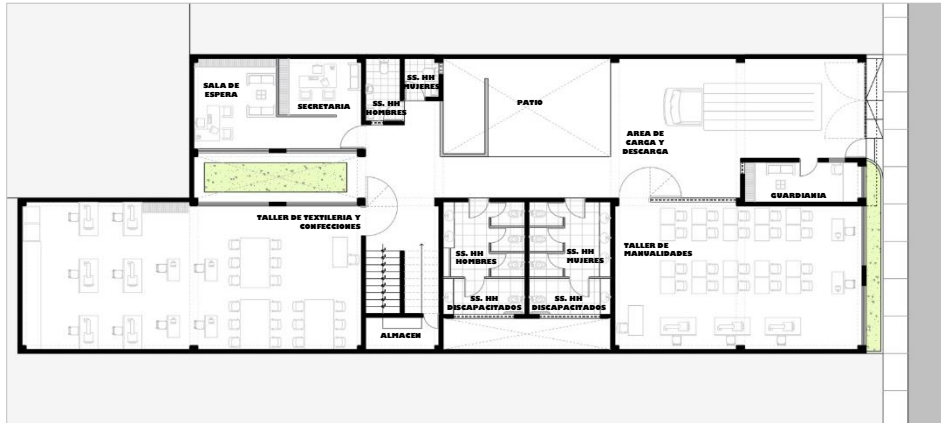 SALA DE
ESPERA
SECRETARIA
SS. HH
HOMBRES
SS. HH
MUJERES
PATIO
AREA DE
CARGA Y
DESCARGA
GUARDIANIA
TALLER DE TEXTILERIA Y
CONFECCIONES
SS. HH
HOMBRES
SS. HH
MUJERES
TALLER DE
MANUALIDADES
SS. HH
DISCAPACITADOS
SS. HH
DISCAPACITADOS
ALMACEN